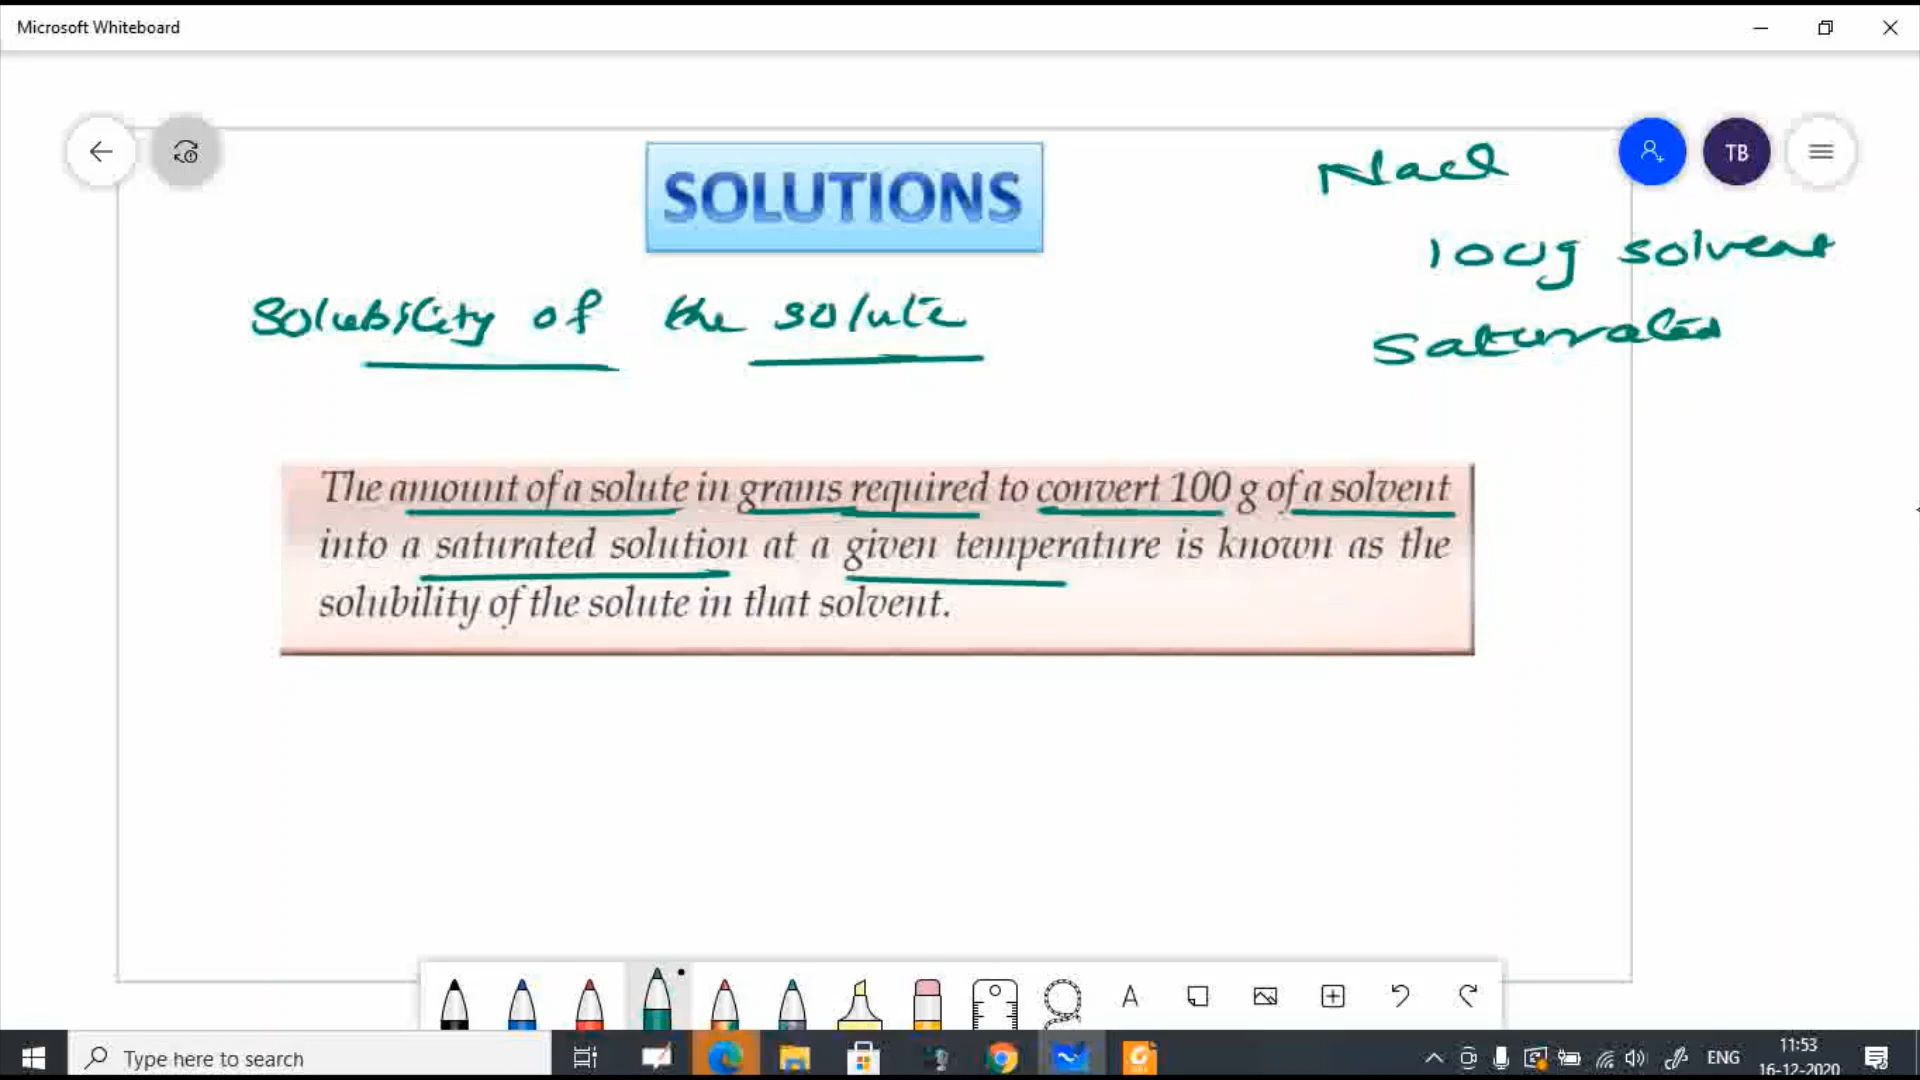 Microsoft Whiteboard
SOLUTIONS
TB
Nacl
100g solvent
Saturated
Solubility of the solute
The amount of a solute in grams required to convert 100 g of a solvent
into a saturated solution at a given temperature is known as the
solubility of the solute in that solvent.
A
Type here to search
ENG
11:53
16-12-2020